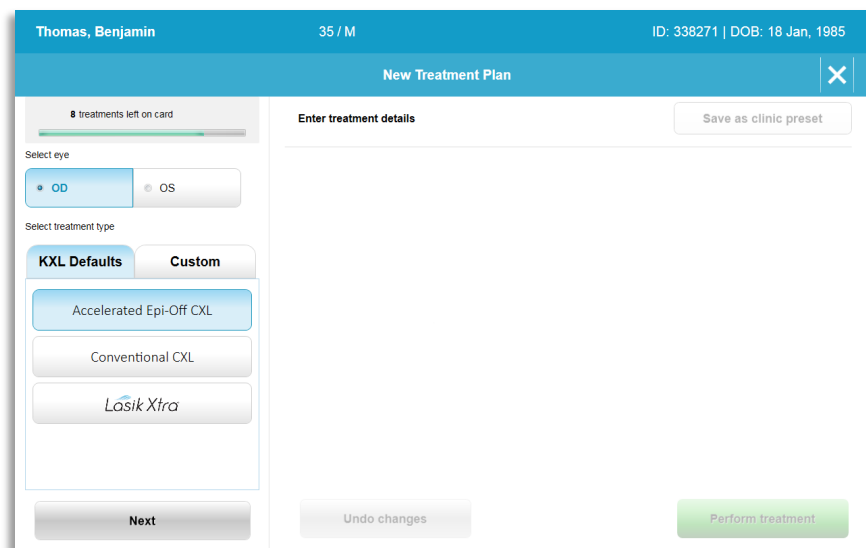 Thomas, Benjamin 35 / M ID: 338271 | DOB: 18 Jan, 1985
New Treatment Plan
8 treatments left on card
Enter treatment details
Save as clinic preset
Select eye
OD
OS
Select treatment type
KXL Defaults
Custom
Accelerated Epi-Off CXL
Conventional CXL
Lasik Xtra
Next
Undo changes
Perform treatment